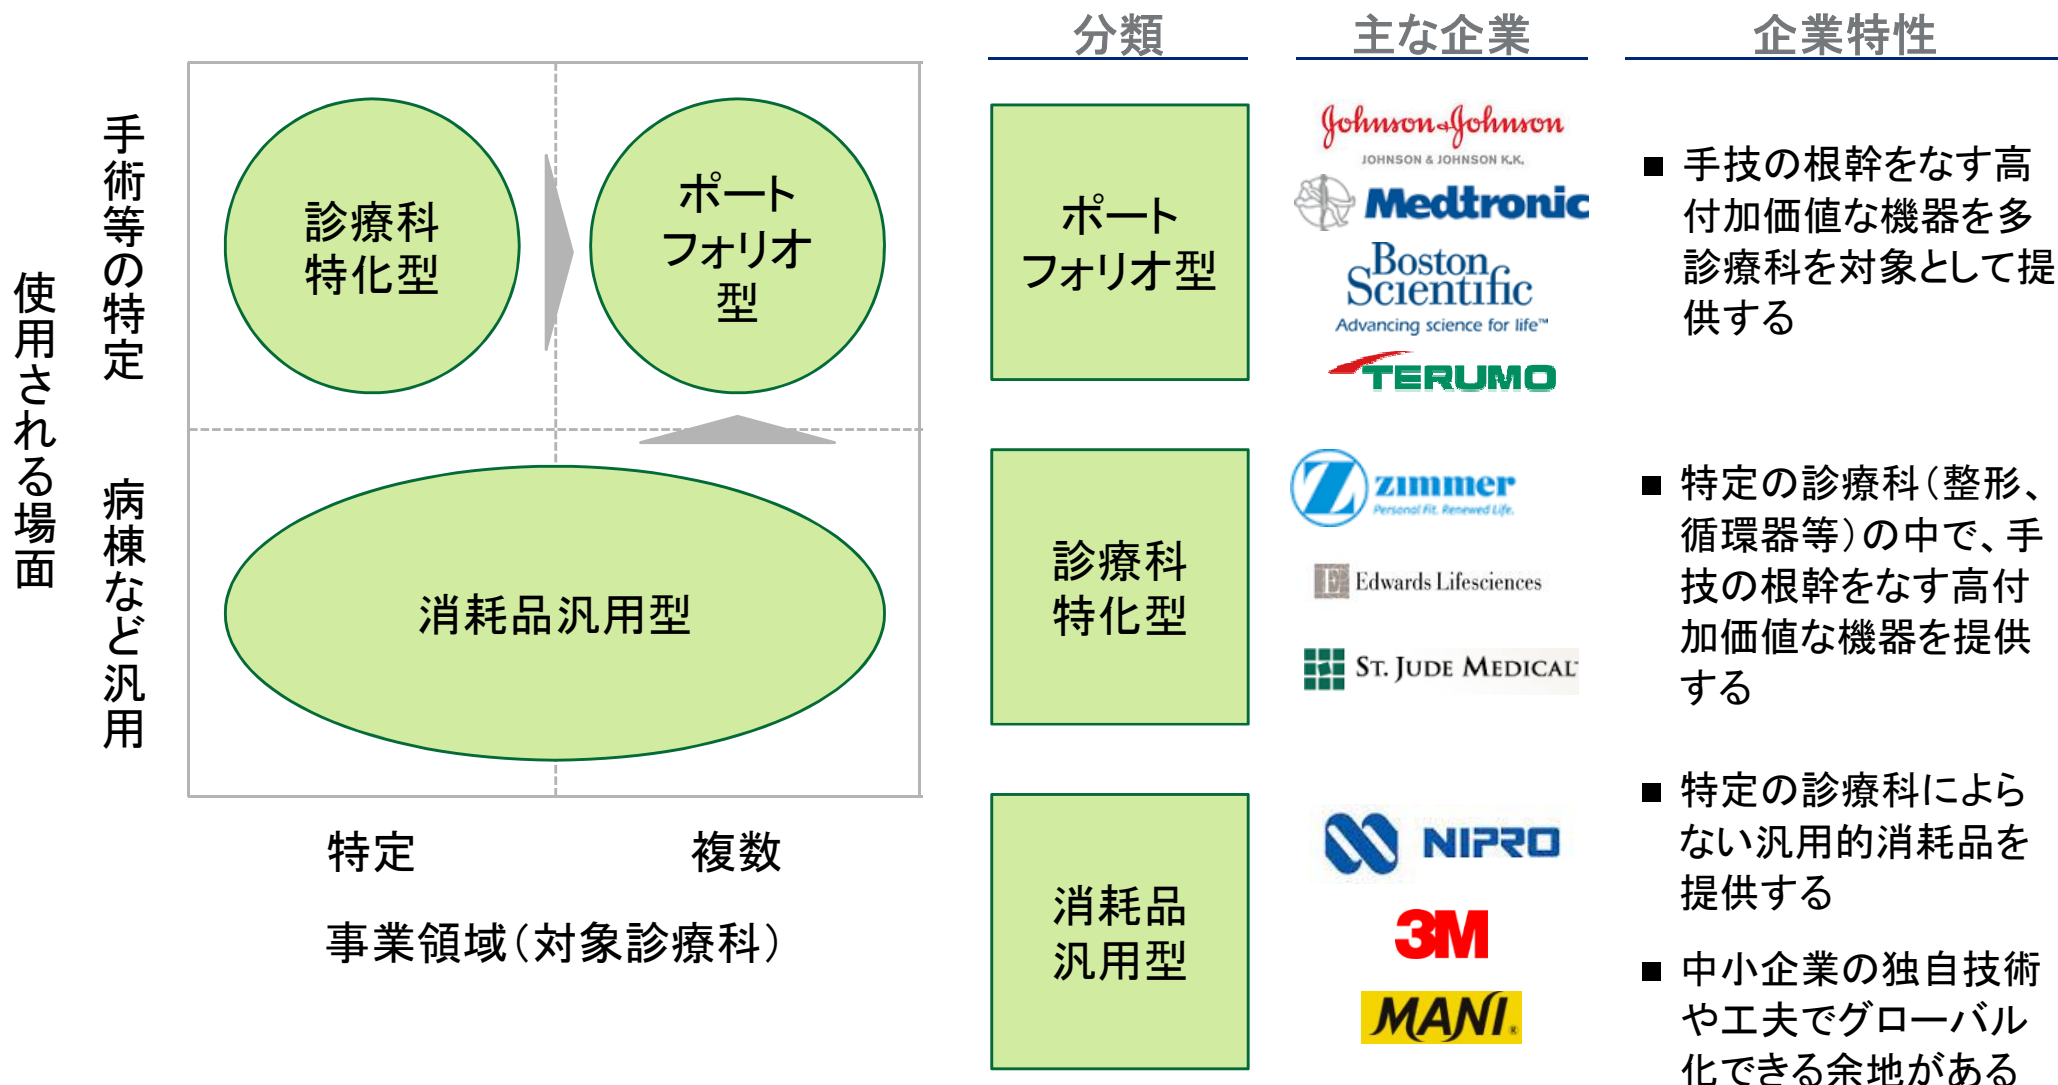 使用される場面
手術等の特定
病棟など汎用
診療科
特化型
ポート
フォリオ
型
消耗品汎用型
特定
複数
事業領域（対象診療科）
分類
主な企業
企業特性
ポート
フォリオ型
Johnson&Johnson
JOHNSON & JOHNSON K.K.
Medtronic
Boston
Scientific
Advancing science for life™
TERUMO
■ 手技の根幹をなす高
付加価値な機器を多
診療科を対象として提
供する
診療科
特化型
Z
zimmer
Personal Fit. Renewed Life.
E Edwards Lifesciences
ST. JUDE MEDICAL
■ 特定の診療科（整形、
循環器等）の中で、手
技の根幹をなす高付
加価値な機器を提供
する
消耗品
汎用型
NIPRO
3M
MANI®
■ 特定の診療科によら
ない汎用的消耗品を
提供する
■ 中小企業の独自技術
や工夫でグローバル
化できる余地がある